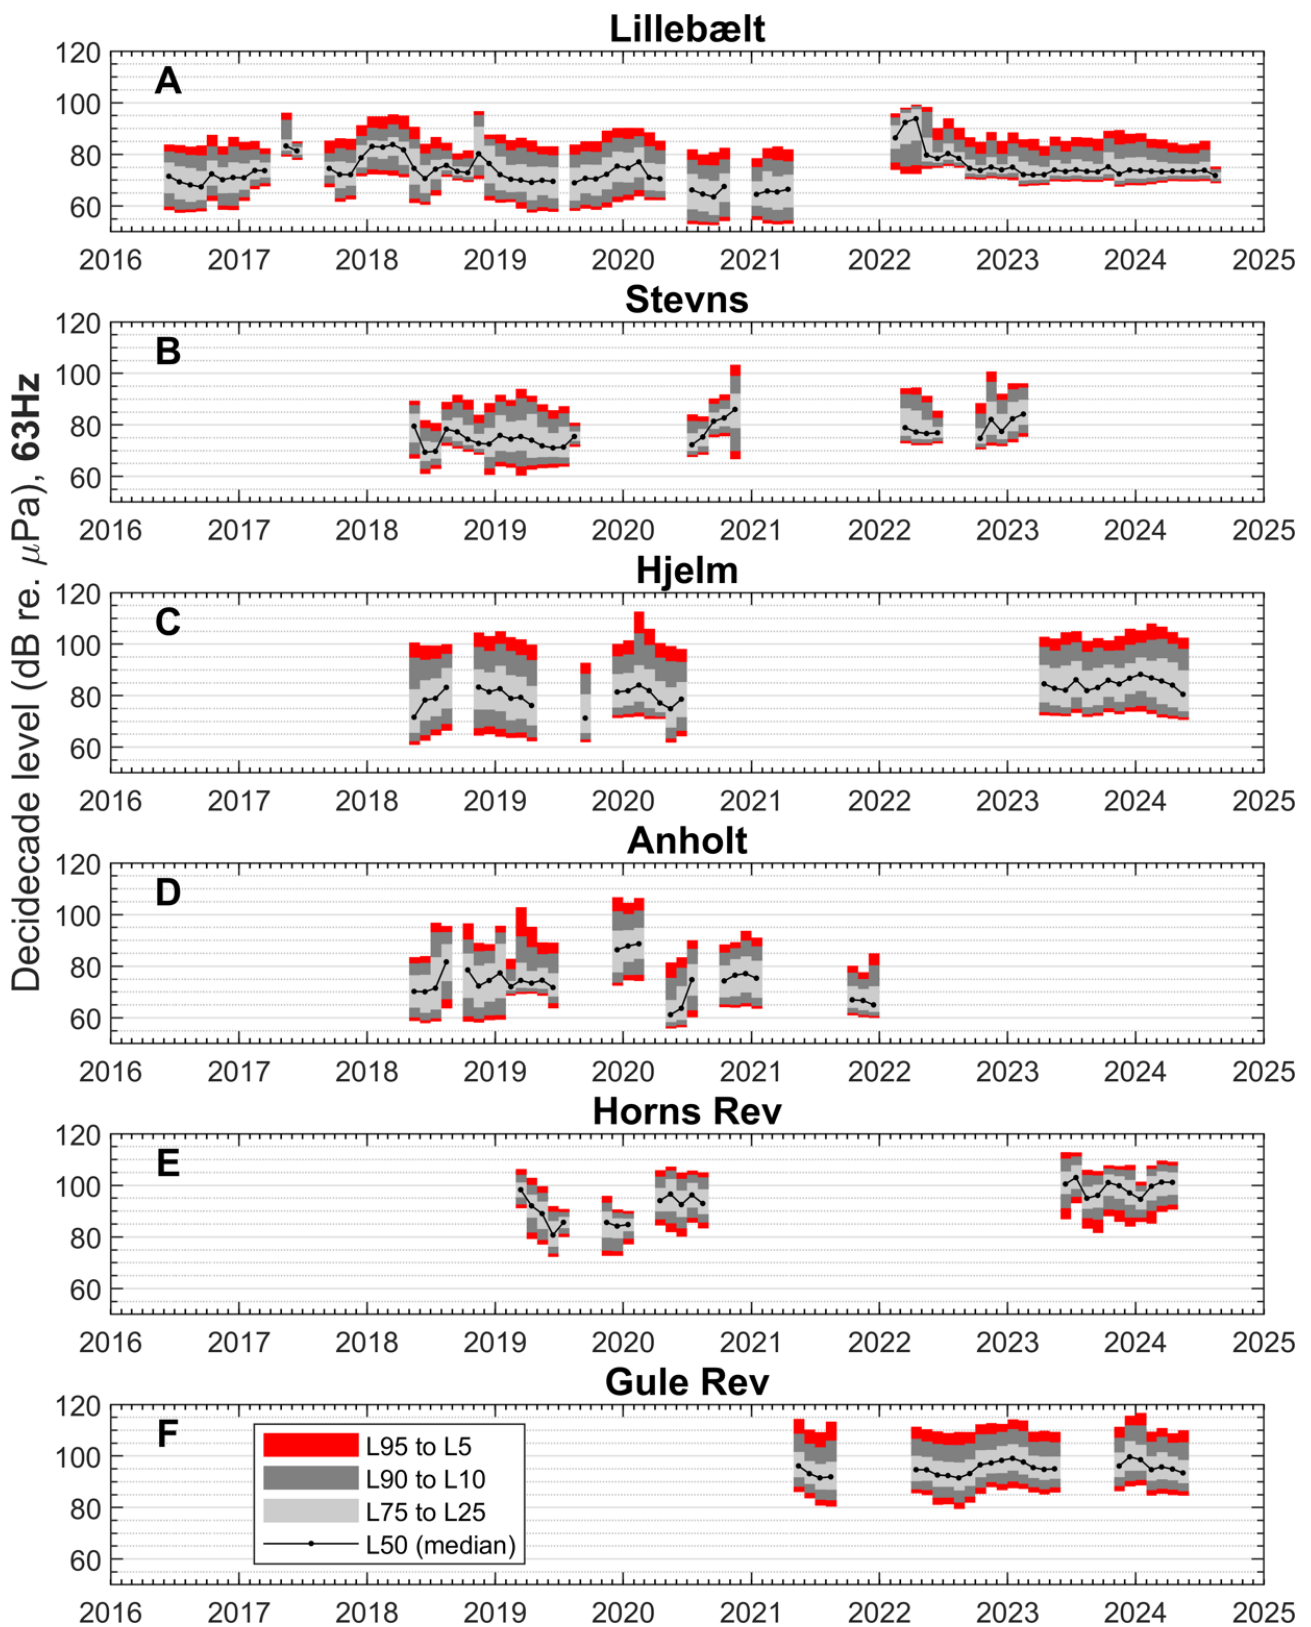 Decidecade level (dB re. μPa), 63Hz
Lillebælt
A
120
100
80
60
2016 2017 2018 2019 2020 2021 2022 2023 2024 2025
Stevns
B
120
100
80
60
2016 2017 2018 2019 2020 2021 2022 2023 2024 2025
Hjelm
C
120
100
80
60
2016 2017 2018 2019 2020 2021 2022 2023 2024 2025
Anholt
D
120
100
80
60
2016 2017 2018 2019 2020 2021 2022 2023 2024 2025
Horns Rev
E
120
100
80
60
2016 2017 2018 2019 2020 2021 2022 2023 2024 2025
Gule Rev
F
120
100
80
60
L95 to L5
L90 to L10
L75 to L25
L50 (median)
2016 2017 2018 2019 2020 2021 2022 2023 2024 2025